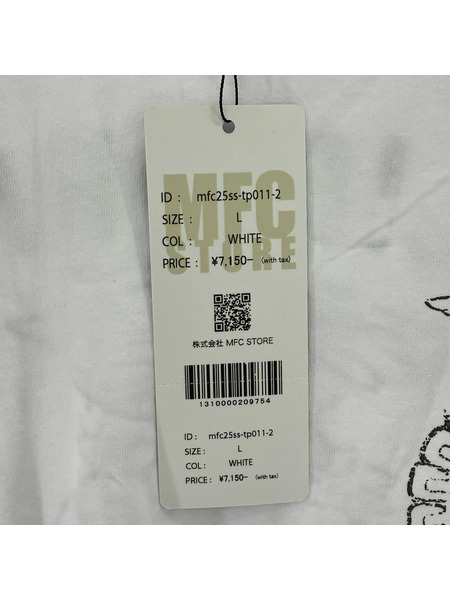 MFC
STORE
ID : mfc25ss-tp011-2
SIZE : L
COL : WHITE
PRICE : ¥7,150- (with tax)
株式会社 MFC STORE
1310000209754
ID : mfc25ss-tp011-2
SIZE : L
COL : WHITE
PRICE : ¥7,150- (with tax)